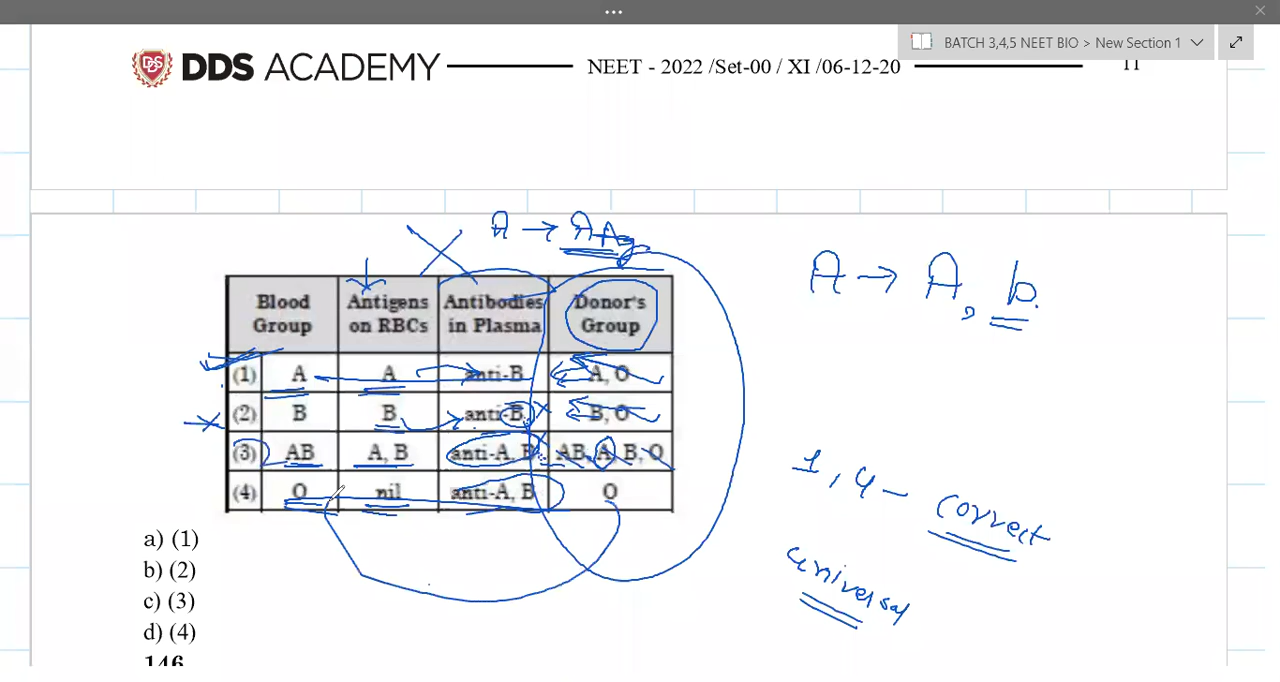 BATCH 3,4,5 NEET BIO > New Section 1
DDS ACADEMY NEET - 2022 /Set-00 / XI /06-12-20 11
A → A Ag
A → A, b.
Blood Group Antigens on RBCs Antibodies in Plasma Donor's Group
(1) A A anti-B A, O
(2) B B anti-B B, O
(3) AB A, B anti-A, B AB, A, B, O
(4) O nil anti-A, B O
1, 4 - correct
universal
a) (1)
b) (2)
c) (3)
d) (4)
146